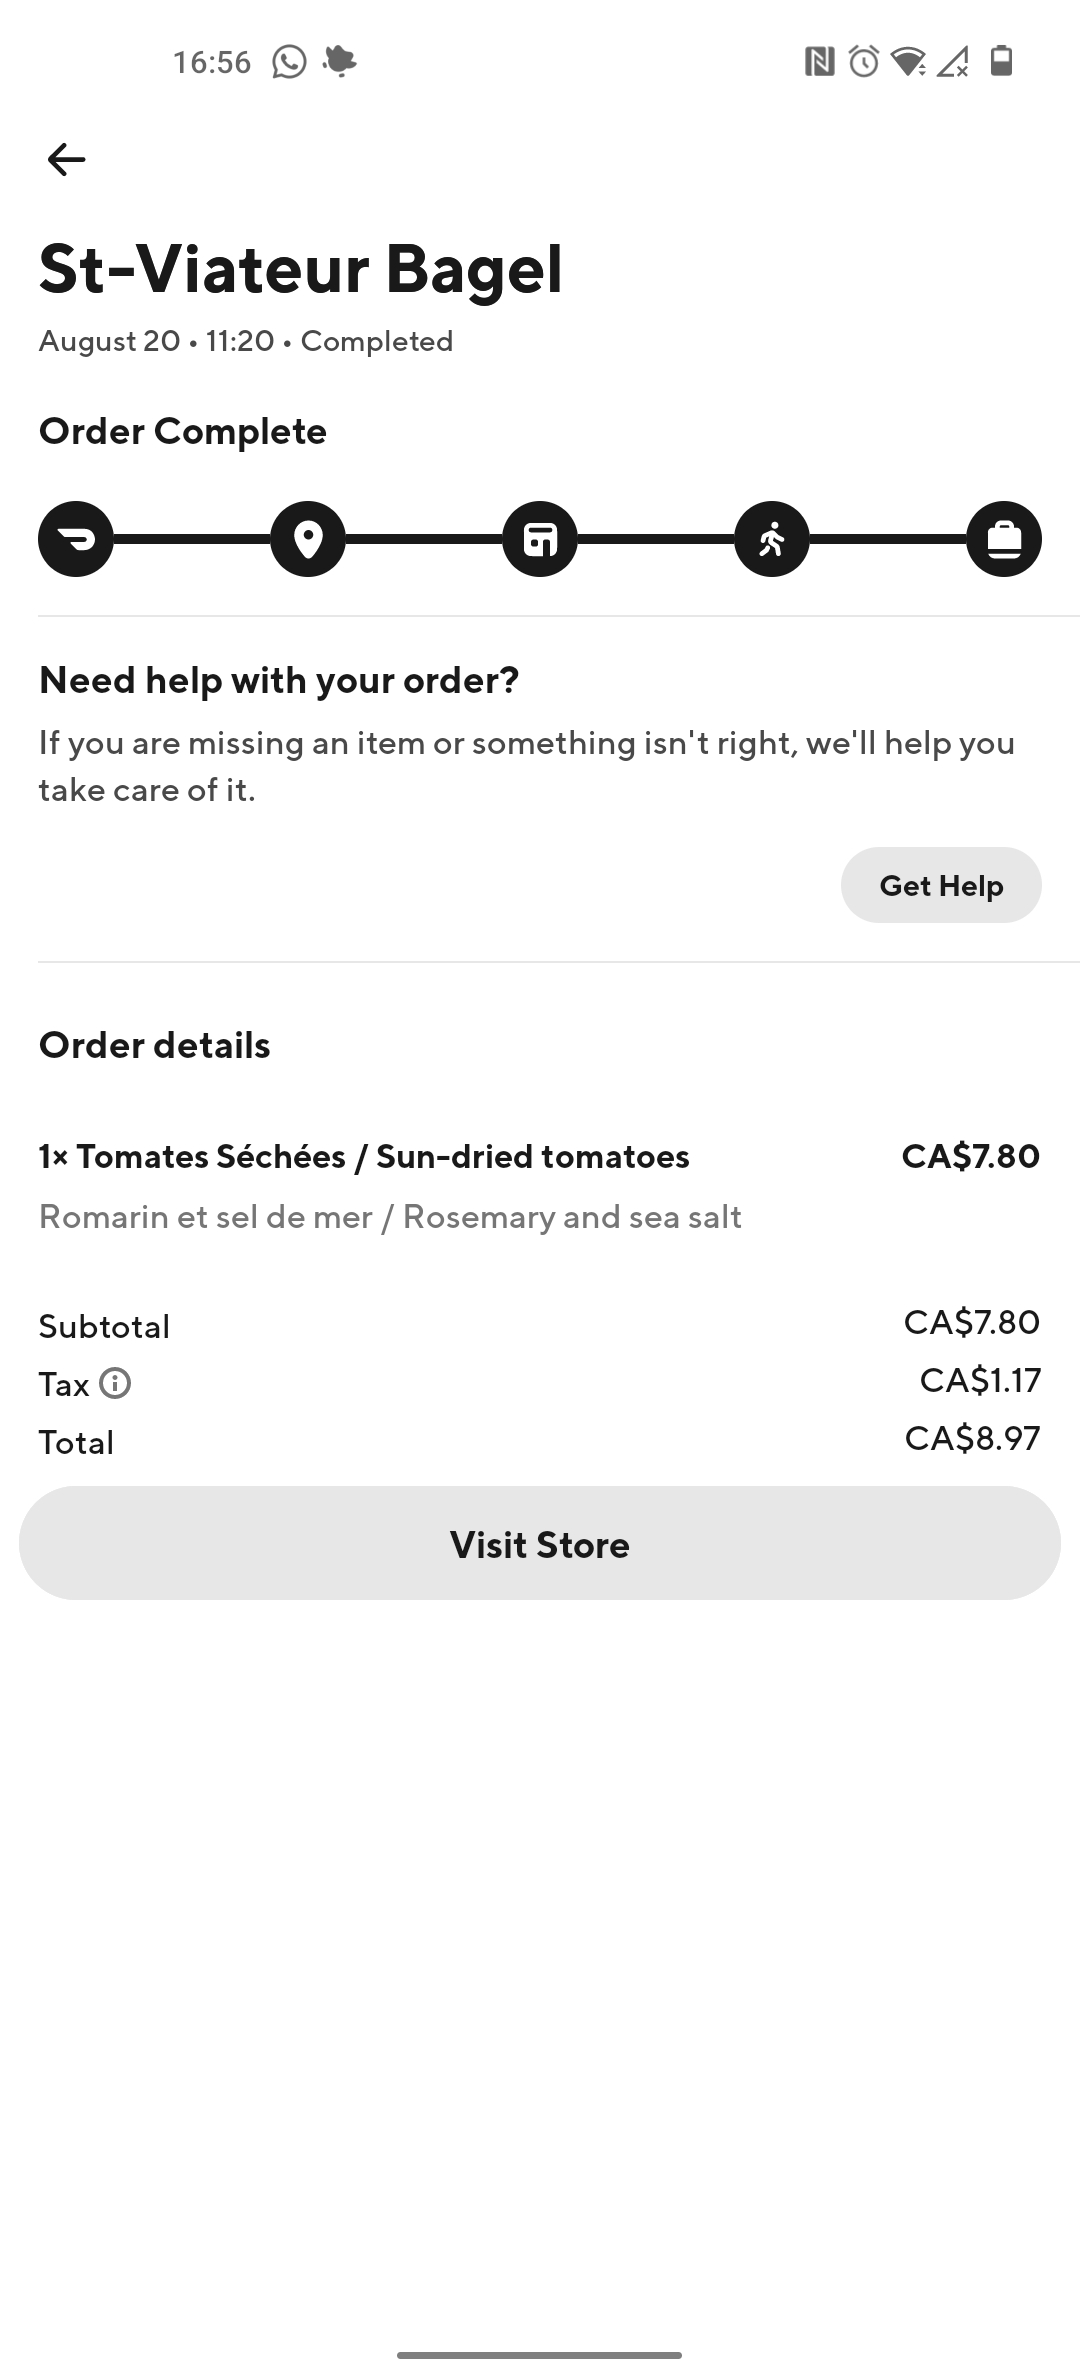 16:56
St-Viateur Bagel
August 20 • 11:20 • Completed
Order Complete
Need help with your order?
If you are missing an item or something isn't right, we'll help you
take care of it.
Get Help
Order details
1× Tomates Séchées / Sun-dried tomatoes CA$7.80
Romarin et sel de mer / Rosemary and sea salt
Subtotal CA$7.80
Tax CA$1.17
Total CA$8.97
Visit Store